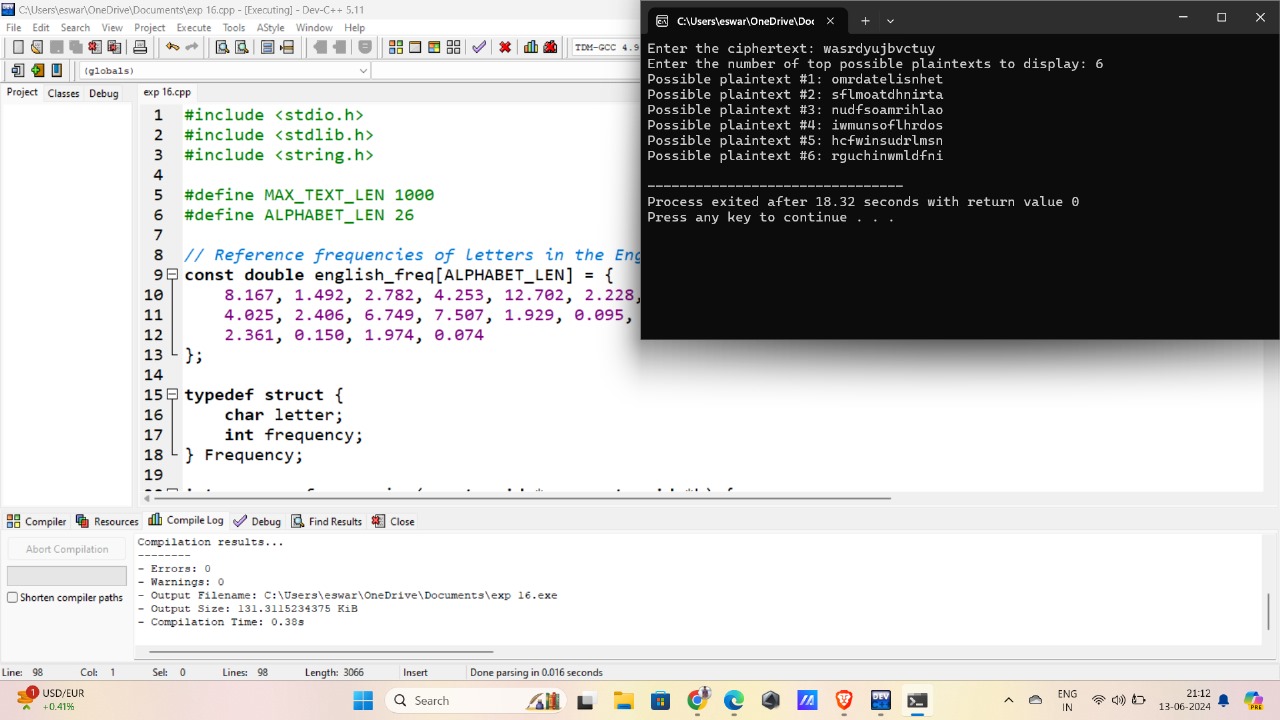 C:\Users\eswar\OneDrive\Documents\exp 16.cpp - [Executing] - Dev-C++ 5.11
File Edit Search View Project Execute Tools AStyle Window Help
TDM-GCC 4.9
(globals)
Project Classes Debug
exp 16.cpp
1 #include <stdio.h>
2 #include <stdlib.h>
3 #include <string.h>
4
5 #define MAX_TEXT_LEN 1000
6 #define ALPHABET_LEN 26
7
8 // Reference frequencies of letters in the Eng
9 const double english_freq[ALPHABET_LEN] = {
10 8.167, 1.492, 2.782, 4.253, 12.702, 2.228,
11 4.025, 2.406, 6.749, 7.507, 1.929, 0.095,
12 2.361, 0.150, 1.974, 0.074
13 };
14
15 typedef struct {
16 char letter;
17 int frequency;
18 } Frequency;
19
C:\Users\eswar\OneDrive\Doc
Enter the ciphertext: wasrdyujbvctuy
Enter the number of top possible plaintexts to display: 6
Possible plaintext #1: omrdatelisnhet
Possible plaintext #2: sflmoatdhnirta
Possible plaintext #3: nudfsoamrihlao
Possible plaintext #4: iwmunsoflhrdos
Possible plaintext #5: hcfwinsudrlmsn
Possible plaintext #6: rguchinwmldfni
--------------------------------
Process exited after 18.32 seconds with return value 0
Press any key to continue . . .
Compiler Resources Compile Log Debug Find Results Close
Abort Compilation
Shorten compiler paths
Compilation results...
--------
- Errors: 0
- Warnings: 0
- Output Filename: C:\Users\eswar\OneDrive\Documents\exp 16.exe
- Output Size: 131.3115234375 KiB
- Compilation Time: 0.38s
Line: 98 Col: 1 Sel: 0 Lines: 98 Length: 3066 Insert Done parsing in 0.016 seconds
1
USD/EUR
+0.41%
Search
DEV
ENG
IN
21:12
13-06-2024
PRE